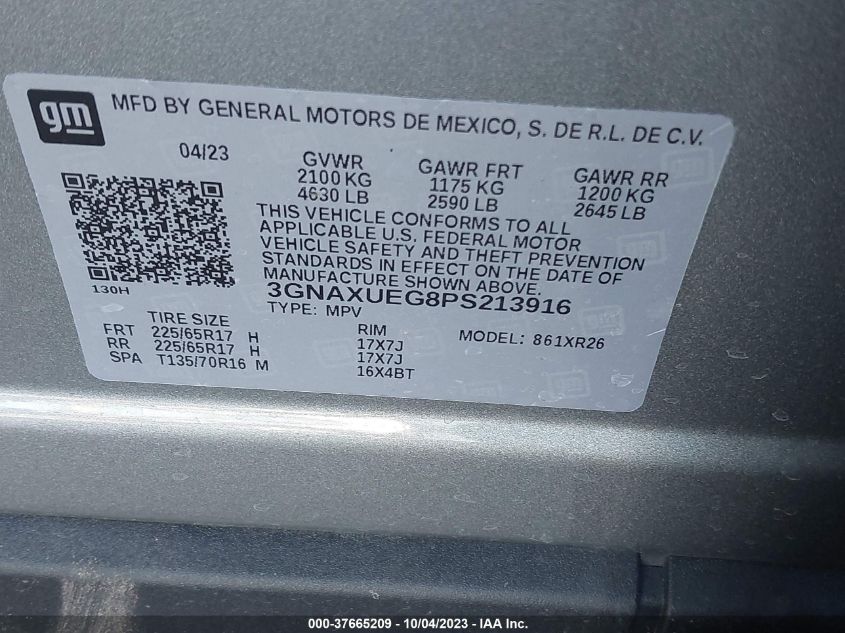 gm
MFD BY GENERAL MOTORS DE MEXICO, S. DE R.L. DE C.V.
04/23
GVWR
2100 KG
4630 LB
GAWR FRT
1175 KG
2590 LB
GAWR RR
1200 KG
2645 LB
THIS VEHICLE CONFORMS TO ALL
APPLICABLE U.S. FEDERAL MOTOR
VEHICLE SAFETY AND THEFT PREVENTION
STANDARDS IN EFFECT ON THE DATE OF
MANUFACTURE SHOWN ABOVE.
130H
3GNAXUEG8PS213916
TYPE: MPV
TIRE SIZE
FRT 225/65R17 H
RR 225/65R17 H
SPA T135/70R16 M
RIM
17X7J
17X7J
16X4BT
MODEL: 861XR26
000-37665209 - 10/04/2023 - IAA Inc.